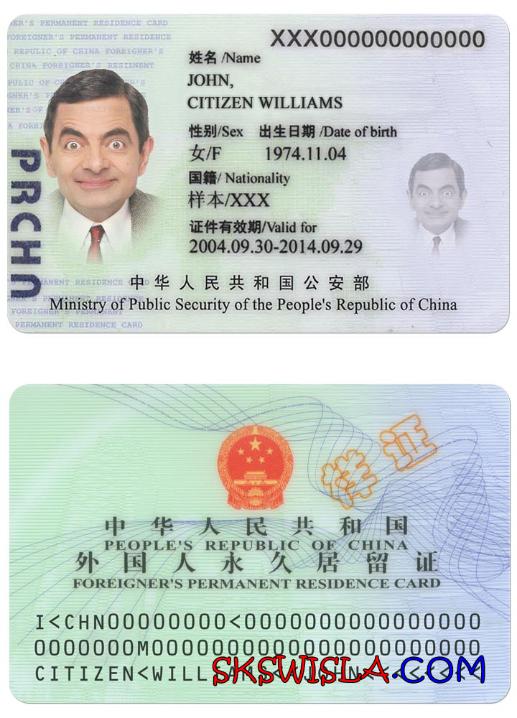 ER'S PERMANENT RESIDENCE CARD
FOREIGNER'S PERMANENT RESIDENCE
REPUBLIC OF CHINA FOREIGNER'S
CHINA FOREIGNER'S RESIDENT
XXX000000000000
姓名 /Name
JOHN,
CITIZEN WILLIAMS
性别/Sex 出生日期 /Date of birth
女/F 1974.11.04
国籍/ Nationality
样本/XXX
证件有效期/Valid for
2004.09.30-2014.09.29
PRCHN
中华人民共和国公安部
Ministry of Public Security of the People's Republic of China
PERMANENT RESIDENCE CARD
样证
中华人民共和国
PEOPLE'S REPUBLIC OF CHINA
外国人永久居留证
FOREIGNER'S PERMANENT RESIDENCE CARD
I<CHN00000000<000000000000000
0000000M000000000000000000000
CITIZEN<WILL
SKSWISLA.COM